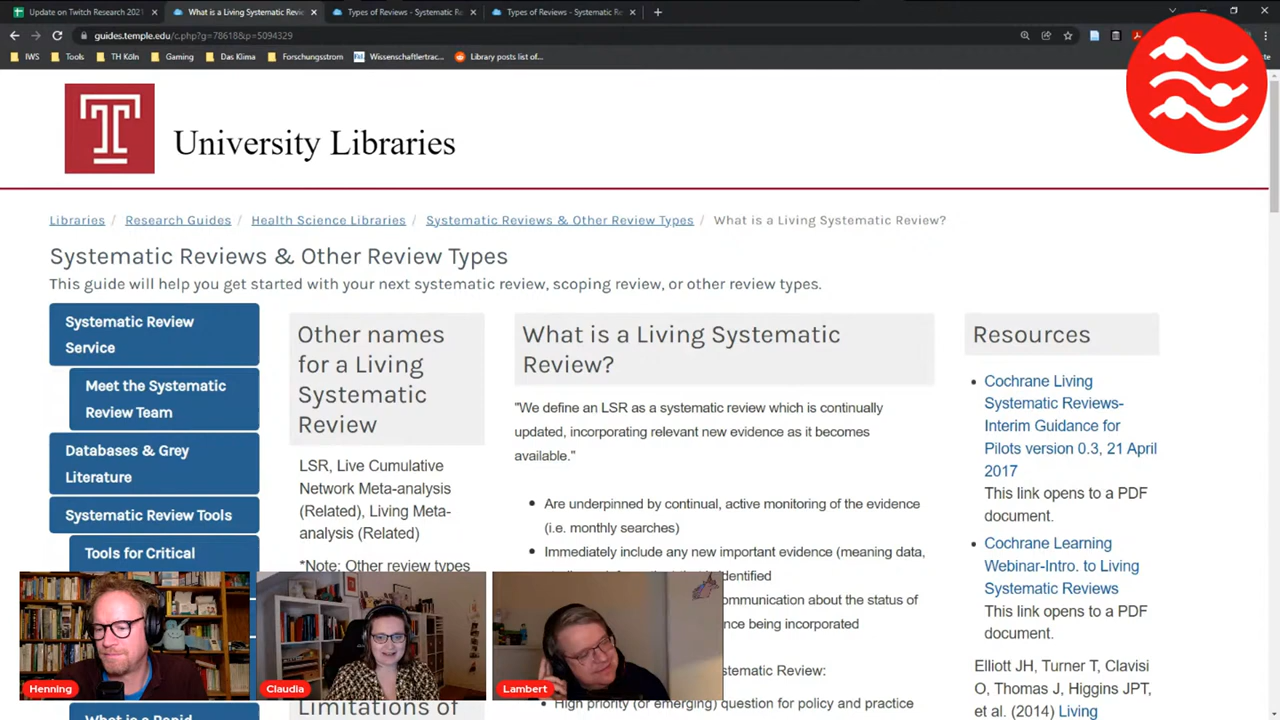 Update on Twitch Research 2021
What is a Living Systematic Revie
Types of Reviews - Systematic Re
Types of Reviews - Systematic Re
guides.temple.edu/c.php?g=78618&p=5094329
IWS
Tools
TH Köln
Gaming
Das Klima
Forschungsstrom
Wissenschaftlertrac...
Library posts list of...
T
University Libraries
Libraries / Research Guides / Health Science Libraries / Systematic Reviews & Other Review Types / What is a Living Systematic Review?
Systematic Reviews & Other Review Types
This guide will help you get started with your next systematic review, scoping review, or other review types.
Systematic Review
Service
Meet the Systematic
Review Team
Databases & Grey
Literature
Systematic Review Tools
Tools for Critical
Other names
for a Living
Systematic
Review
LSR, Live Cumulative
Network Meta-analysis
(Related), Living Meta-
analysis (Related)
*Note: Other review types
Limitations of
What is a Living Systematic
Review?
"We define an LSR as a systematic review which is continually
updated, incorporating relevant new evidence as it becomes
available."
Are underpinned by continual, active monitoring of the evidence
(i.e. monthly searches)
Immediately include any new important evidence (meaning data,
identified
ommunication about the status of
nce being incorporated
stematic Review:
High priority (or emerging) question for policy and practice
Resources
Cochrane Living
Systematic Reviews-
Interim Guidance for
Pilots version 0.3, 21 April
2017
This link opens to a PDF
document.
Cochrane Learning
Webinar-Intro. to Living
Systematic Reviews
This link opens to a PDF
document.
Elliott JH, Turner T, Clavisi
O, Thomas J, Higgins JPT,
et al. (2014) Living
Henning
Claudia
Lambert